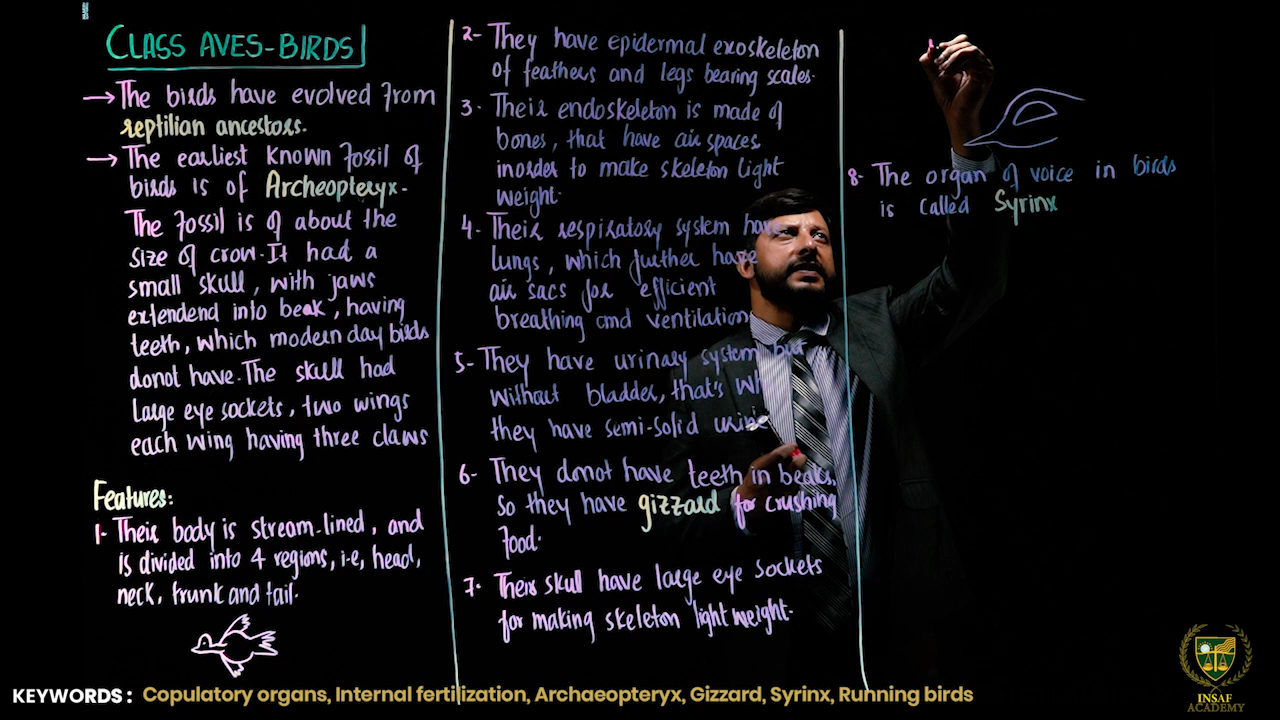 CLASS AVES-BIRDS
→ The birds have evolved from
reptilian ancestors.
→ The earliest known fossil of
birds is of Archeopteryx.
The fossil is of about the
size of crow. It had a
small skull, with jaws
extendend into beak, having
teeth, which modern day birds
donot have. The skull had
large eye sockets, two wings
each wing having three claws
Features:
1- Their body is stream-lined, and
is divided into 4 regions, i-e, head,
neck, trunk and tail.
2- They have epidermal exoskeleton
of feathers and legs bearing scales.
3- Their endoskeleton is made of
bones, that have air spaces
inorder to make skeleton light
weight.
4- Their respiratory system have
lungs, which further have
air sacs for efficient
breathing and ventilation
5- They have urinary system but
without bladder, that's
they have semi-solid urine
6- They donot have teeth in beaks,
So they have gizzard for crushing
food.
7- Their skull have large eye sockets
for making skeleton light weight.
8- The organ of voice in birds
is called Syrinx
KEYWORDS : Copulatory organs, Internal fertilization, Archaeopteryx, Gizzard, Syrinx, Running birds
INSAF
ACADEMY